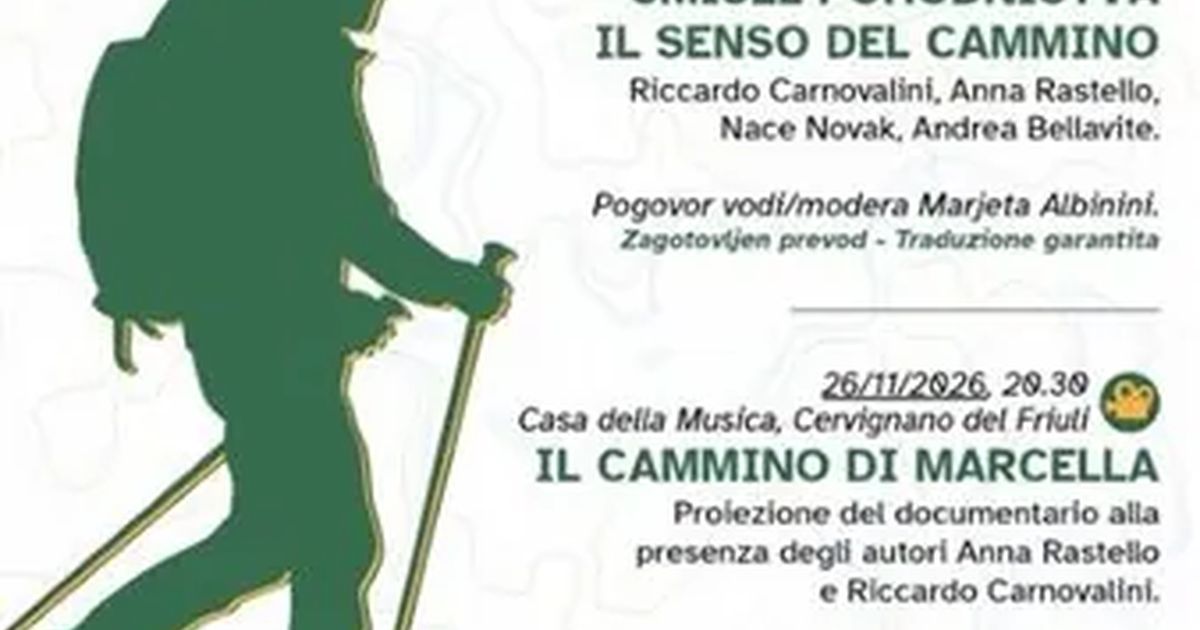 IL SENSO DEL CAMMINO
Riccardo Carnovalini, Anna Rastello,
Nace Novak, Andrea Bellavite.
Pogovor vodi/modera Marjeta Albinini.
Zagotovljen prevod - Traduzione garantita
26/11/2026, 20.30
Casa della Musica, Cervignano del Friuli
IL CAMMINO DI MARCELLA
Proiezione del documentario alla
presenza degli autori Anna Rastello
e Riccardo Carnovalini.